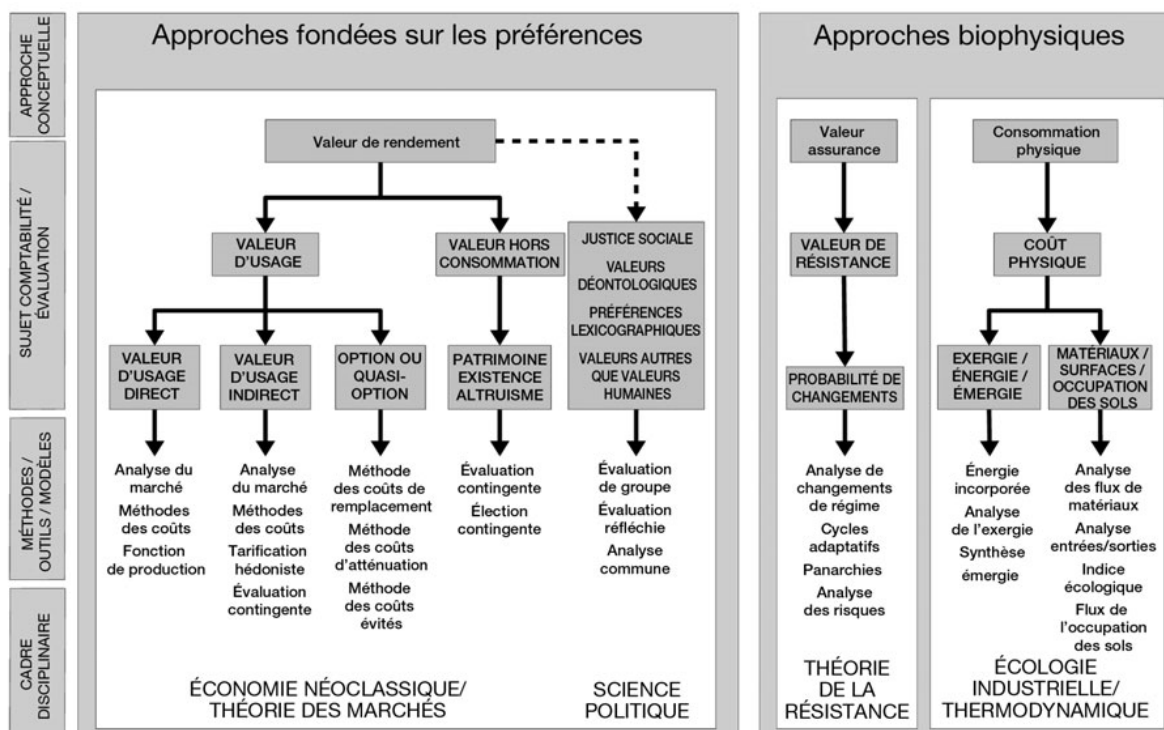 APPROCHE
CONCEPTUELLE
SUJET COMPTABILITÉ /
ÉVALUATION
MÉTHODES /
OUTILS / MODÈLES
CADRE
DISCIPLINAIRE
Approches fondées sur les préférences
Valeur de rendement
VALEUR
D'USAGE
VALEUR HORS
CONSOMMATION
JUSTICE SOCIALE
VALEURS
DÉONTOLOGIQUES
PRÉFÉRENCES
LEXICOGRAPHIQUES
VALEURS AUTRES
QUE VALEURS
HUMAINES
VALEUR
D'USAGE
DIRECT
VALEUR
D'USAGE
INDIRECT
OPTION OU
QUASI-
OPTION
PATRIMOINE
EXISTENCE
ALTRUISME
Analyse du
marché
Méthodes
des coûts
Fonction
de production
Analyse
du marché
Méthodes
des coûts
Tarification
hédoniste
Évaluation
contingente
Méthode
des coûts de
remplacement
Méthode
des coûts
d'atténuation
Méthode
des coûts
évités
Évaluation
contingente
Élection
contingente
Évaluation
de groupe
Évaluation
réfléchie
Analyse
commune
ÉCONOMIE NÉOCLASSIQUE/
THÉORIE DES MARCHÉS
SCIENCE
POLITIQUE
Approches biophysiques
Valeur
assurance
VALEUR DE
RÉSISTANCE
PROBABILITÉ DE
CHANGEMENTS
Analyse de
changements
de régime
Cycles
adaptatifs
Panarchies
Analyse
des risques
THÉORIE
DE LA
RÉSISTANCE
Consommation
physique
COÛT
PHYSIQUE
EXERGIE /
ÉNERGIE /
ÉMERGIE
MATÉRIAUX /
SURFACES /
OCCUPATION
DES SOLS
Énergie
incorporée
Analyse
de l'exergie
Synthèse
émergie
Analyse
des flux de
matériaux
Analyse
entrées/sorties
Indice
écologique
Flux de
l'occupation
des sols
ÉCOLOGIE
INDUSTRIELLE/
THERMODYNAMIQUE